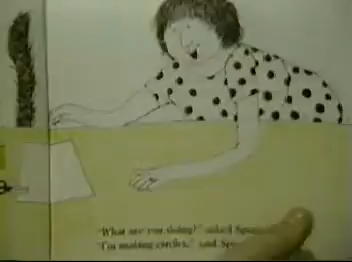 "What are you doing?" asked
"I'm making circles," said